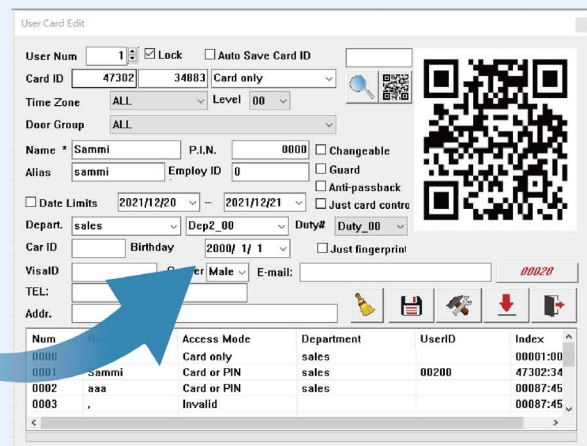 User Card Edit
User Num 1 Lock Auto Save Card ID
Card ID 47302 34883 Card only
Time Zone ALL Level 00
Door Group ALL
Name * Sammi P.I.N. 0000 Changeable
Alias sammi Employ ID 0 Guard
Anti-passback
Date Limits 2021/12/20 – 2021/12/21 Just card contro
Depart. sales Dep2_00 Duty# Duty_00
Car ID Birthday 2000/ 1/ 1 Just fingerprint
VisaID Male E-mail: 00020
TEL:
Addr.
Num Access Mode Department UserID Index
0000 Card only sales 00001:00
0001 Sammi Card or PIN sales 00200 47302:34
0002 aaa Card or PIN sales 00087:45
0003 , Invalid 00087:45